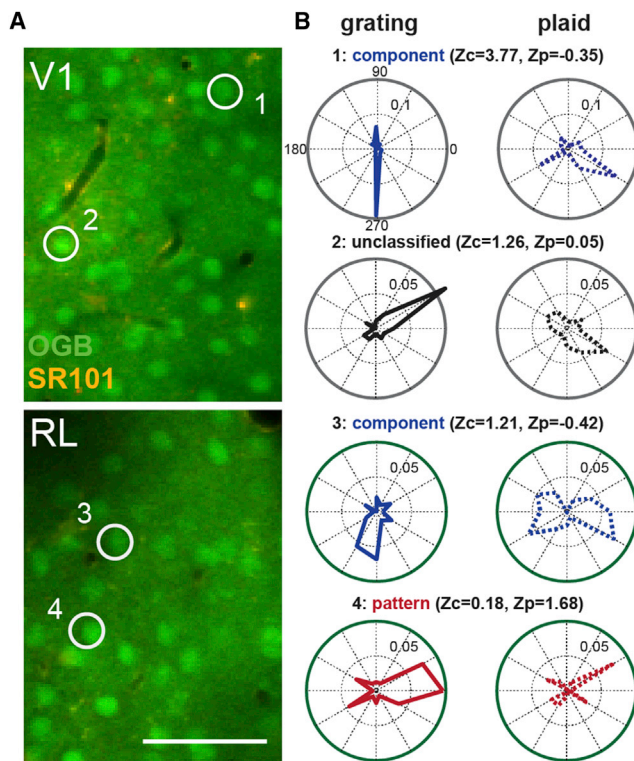 A
B
V1
1
2
OGB
SR101
RL
3
4
grating plaid
1: component (Zc=3.77, Zp=-0.35)
90
0.1 0.1
180 0
270
2: unclassified (Zc=1.26, Zp=0.05)
0.05 0.05
3: component (Zc=1.21, Zp=-0.42)
0.05 0.05
4: pattern (Zc=0.18, Zp=1.68)
0.05 0.05